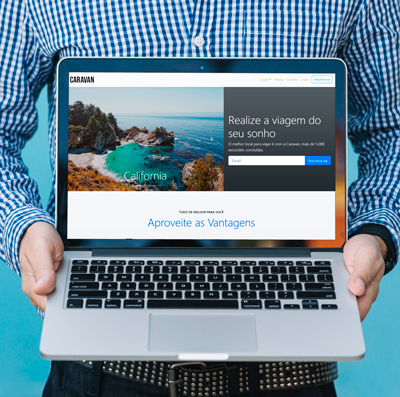 CARAVAN
Realize a viagem do
seu sonho
O melhor lugar para viajar é com a Caravan, mais de 5.000
excursões concluídas.
Email
California
TUDO DE MELHOR PARA VOCÊ
Aproveite as Vantagens